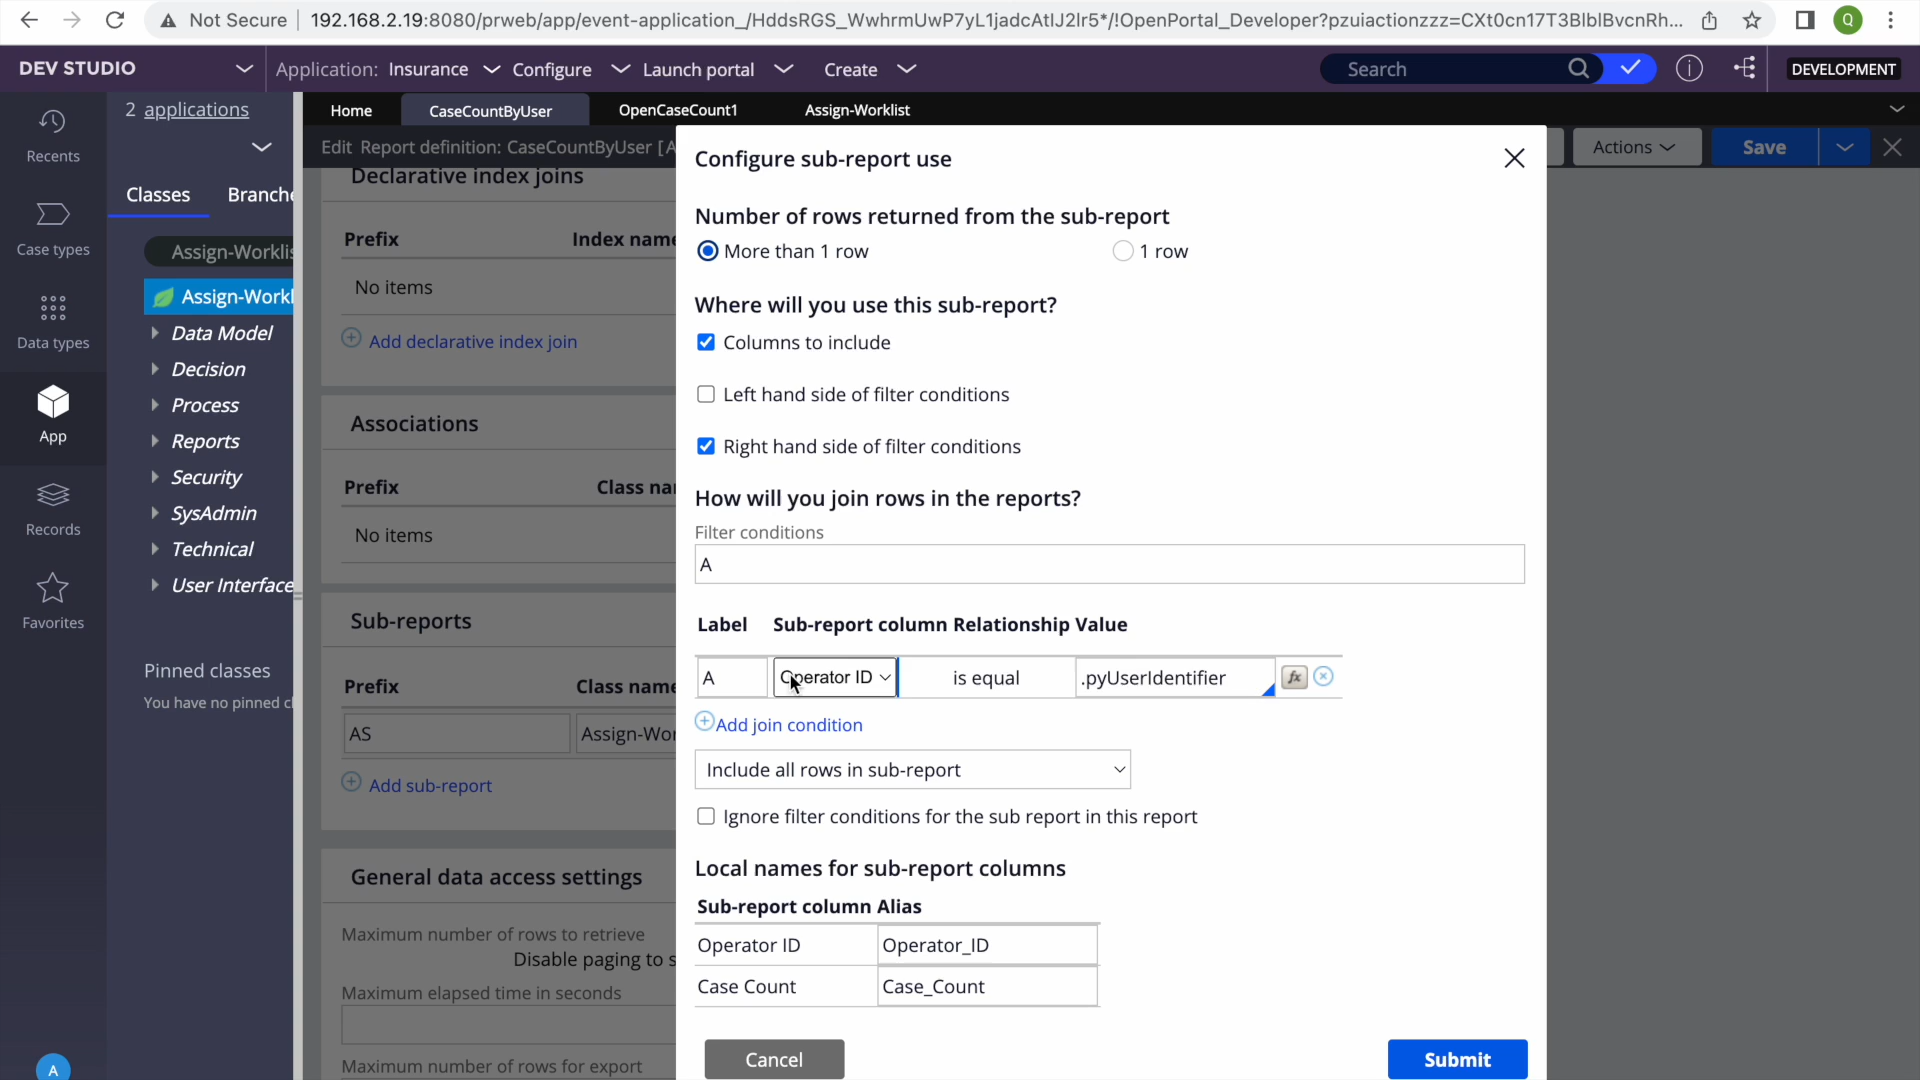 Not Secure | 192.168.2.19:8080/prweb/app/event-application_/HddsRGS_WwhrmUwP7yL1jadcAtIJ2lr5*/!OpenPortal_Developer?pzuiactionzzz=CXt0cn17T3BlblBvcnRh... Q
DEV STUDIO Application: Insurance Configure Launch portal Create Search DEVELOPMENT
2 applications
Home CaseCountByUser OpenCaseCount1 Assign-Worklist
Edit Report definition: CaseCountByUser [A Actions Save
Recents
Case types
Data types
App
Records
Favorites
A
Classes Branche
Assign-Worklis
Assign-Workl
Data Model
Decision
Process
Reports
Security
SysAdmin
Technical
User Interface
Pinned classes
You have no pinned cl
Declarative index joins
Prefix Index name
No items
Add declarative index join
Associations
Prefix Class nar
No items
Sub-reports
Prefix Class name
AS Assign-Wor
Add sub-report
General data access settings
Maximum number of rows to retrieve
Disable paging to s
Maximum elapsed time in seconds
Maximum number of rows for export
Configure sub-report use
Number of rows returned from the sub-report
More than 1 row 1 row
Where will you use this sub-report?
Columns to include
Left hand side of filter conditions
Right hand side of filter conditions
How will you join rows in the reports?
Filter conditions
A
Label Sub-report column Relationship Value
A Operator ID is equal .pyUserIdentifier fx
Add join condition
Include all rows in sub-report
Ignore filter conditions for the sub report in this report
Local names for sub-report columns
Sub-report column Alias
Operator ID Operator_ID
Case Count Case_Count
Cancel Submit